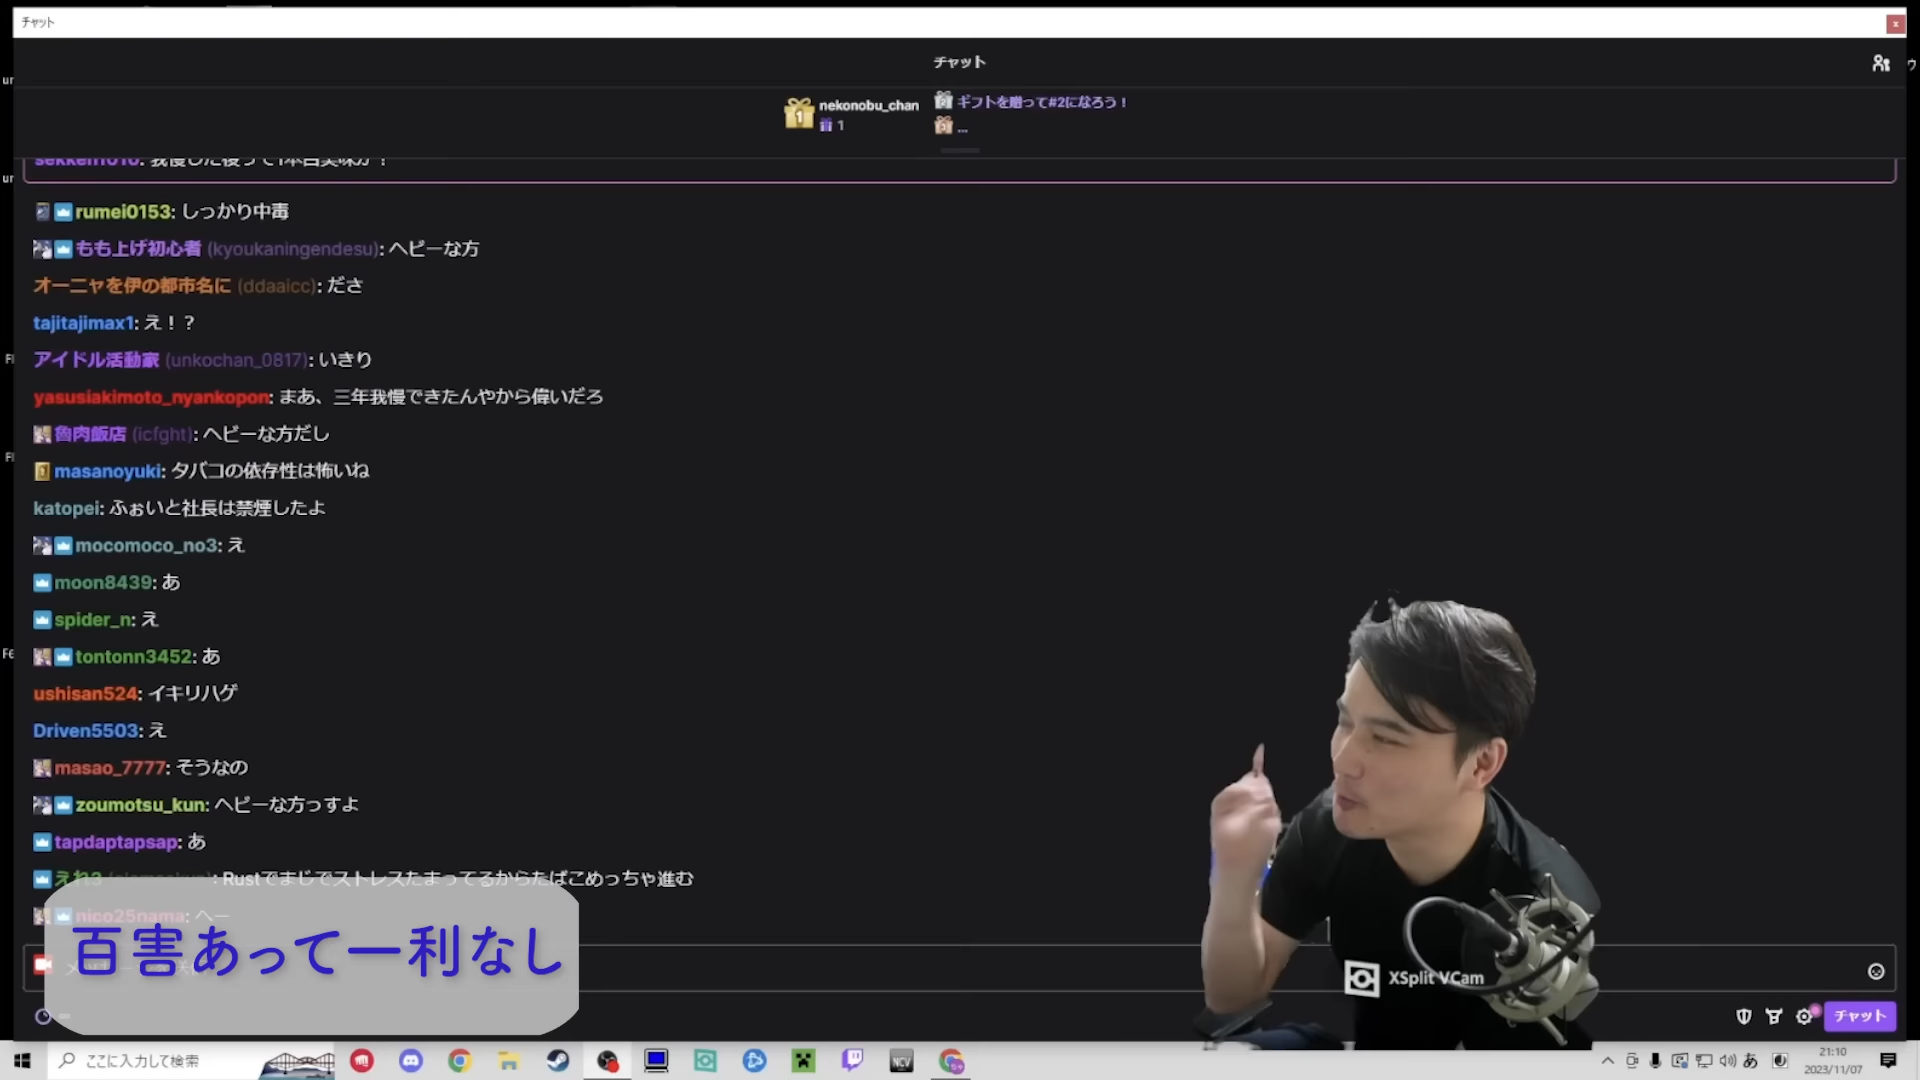 チャット
チャット
nekonobu_chan
1
ギフトを贈って#2になろう！
...
rumei0153: しっかり中毒
もも上げ初心者 (kyoukaningendesu): ヘビーな方
オーニャを伊の都市名に (ddaaicc): ださ
tajitajimax1: え！？
アイドル活動家 (unkochan_0817): いきり
yasusiakimoto_nyankopon: まあ、三年我慢できたんやから偉いだろ
魯肉飯店 (icfght): ヘビーな方だし
masanoyuki: タバコの依存性は怖いね
katopei: ふぉいと社長は禁煙したよ
mocomoco_no3: え
moon8439: あ
spider_n: え
tontonn3452: あ
ushisan524: イキリハゲ
Driven5503: え
masao_7777: そうなの
zoumotsu_kun: ヘビーな方っすよ
tapdaptapsap: あ
えれ3: Rustでまじでストレスたまってるからたばこめっちゃ進む
nico25nama: へー
百害あって一利なし
XSplit VCam
チャット
ここに入力して検索
NCV
あ
21:10
2023/11/07